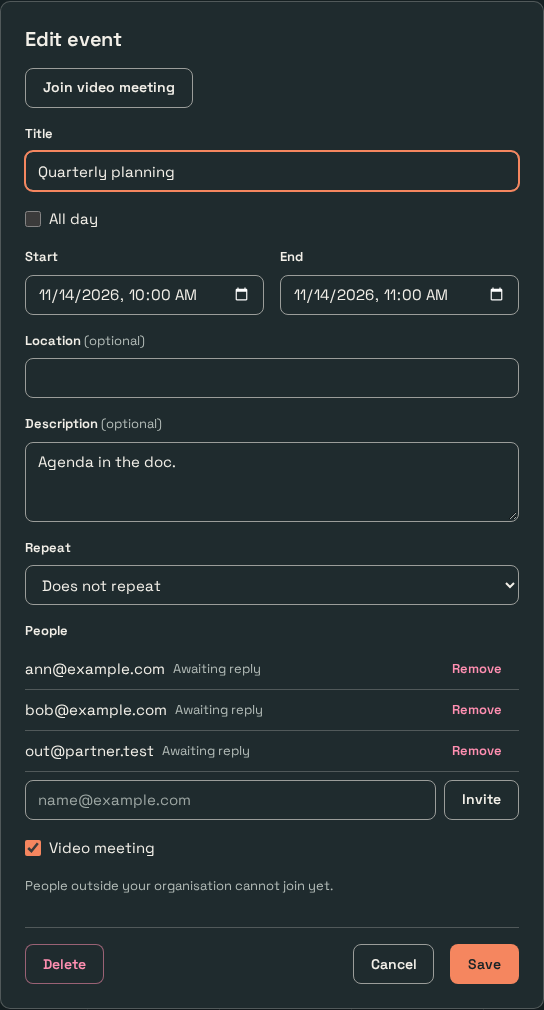 Edit event
Join video meeting
Title
Quarterly planning
All day
Start End
11/14/2026, 10:00 AM 11/14/2026, 11:00 AM
Location (optional)
Description (optional)
Agenda in the doc.
Repeat
Does not repeat
People
ann@example.com Awaiting reply Remove
bob@example.com Awaiting reply Remove
out@partner.test Awaiting reply Remove
name@example.com Invite
Video meeting
People outside your organisation cannot join yet.
Delete Cancel Save